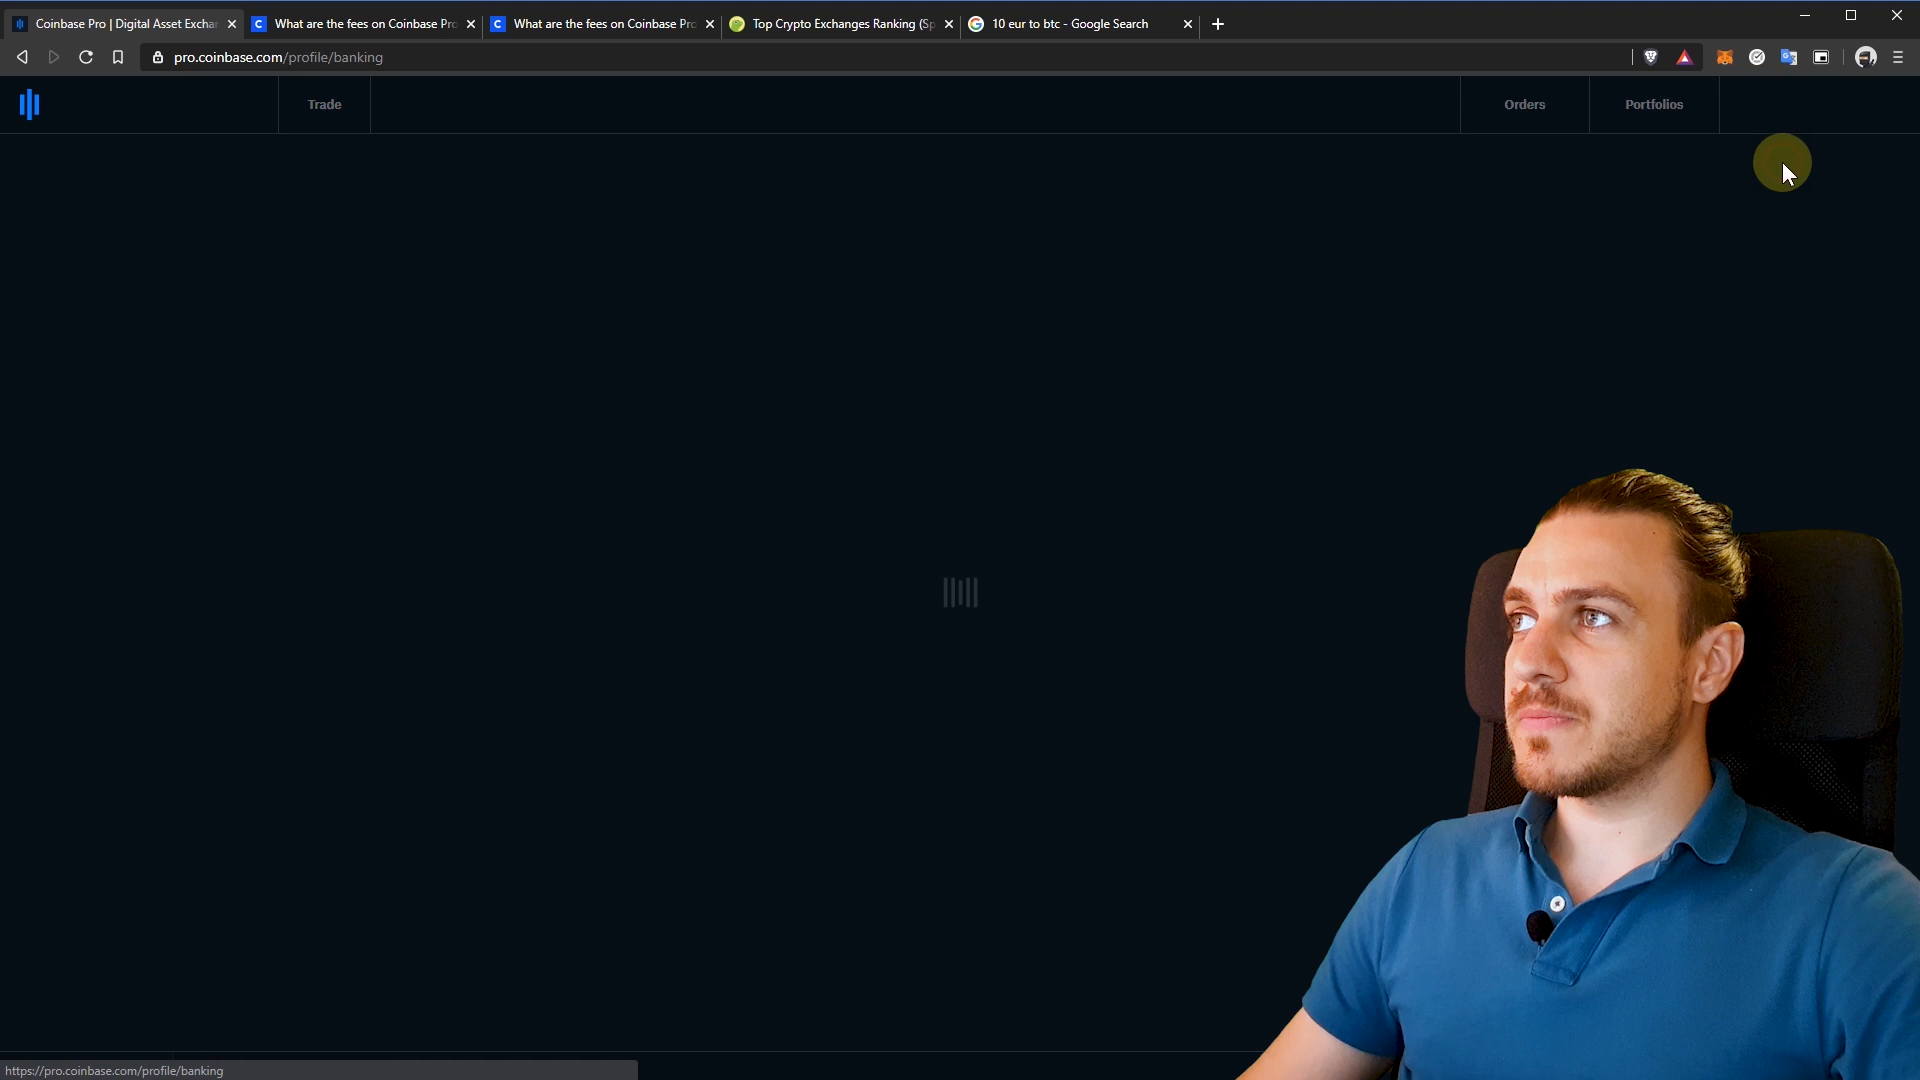 Coinbase Pro | Digital Asset Exchan
What are the fees on Coinbase Pro
What are the fees on Coinbase Pro
Top Crypto Exchanges Ranking (Sp
10 eur to btc - Google Search
pro.coinbase.com/profile/banking
Trade
Orders
Portfolios
https://pro.coinbase.com/profile/banking